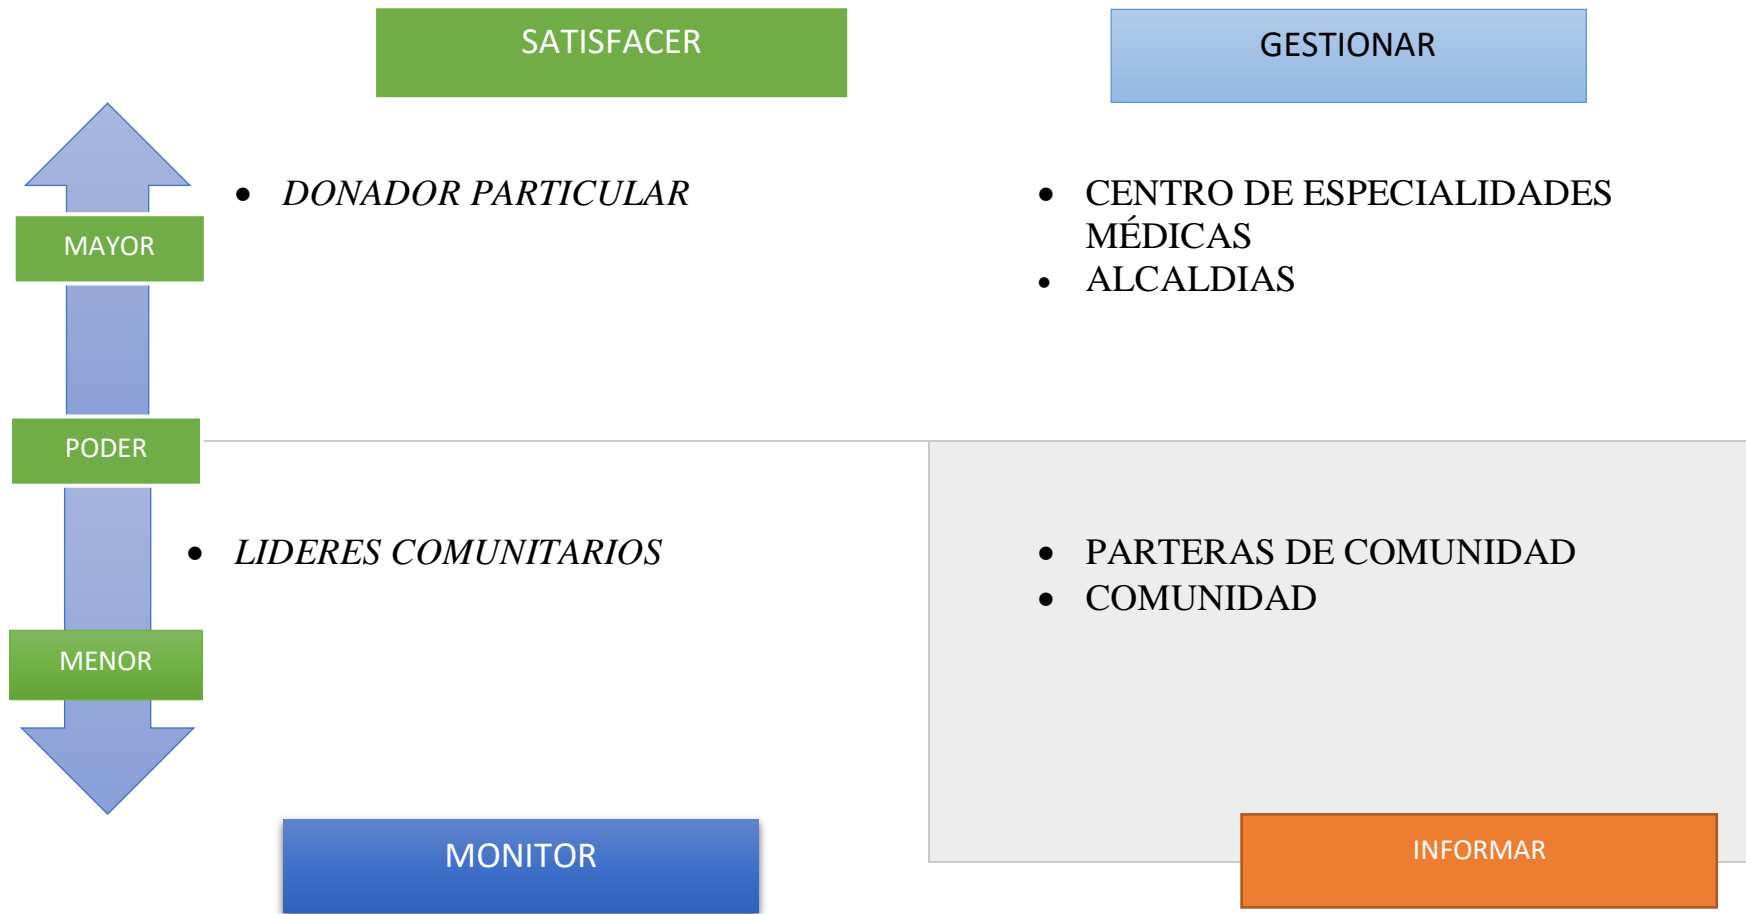 SATISFACER
GESTIONAR
• DONADOR PARTICULAR
• CENTRO DE ESPECIALIDADES
MÉDICAS
• ALCALDIAS
MAYOR
PODER
• LIDERES COMUNITARIOS
• PARTERAS DE COMUNIDAD
• COMUNIDAD
MENOR
MONITOR
INFORMAR